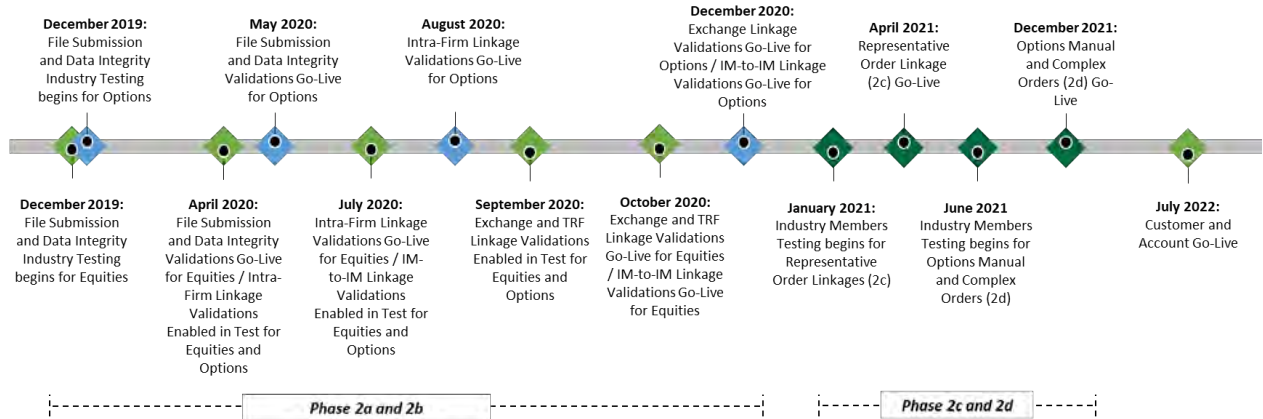 December 2019:
File Submission
and Data Integrity
Industry Testing
begins for Options
May 2020:
File Submission
and Data Integrity
Validations Go-Live
for Options
August 2020:
Intra-Firm Linkage
Validations Go-Live
for Options
December 2020:
Exchange Linkage
Validations Go-Live for
Options / IM-to-IM Linkage
Validations Go-Live for
Options
April 2021:
Representative
Order Linkage
(2c) Go-Live
December 2021:
Options Manual
and Complex
Orders (2d) Go-
Live
December 2019:
File Submission
and Data Integrity
Industry Testing
begins for Equities
April 2020:
File Submission
and Data Integrity
Validations Go-Live
for Equities / Intra-
Firm Linkage
Validations
Enabled in Test for
Equities and
Options
July 2020:
Intra-Firm Linkage
Validations Go-Live
for Equities / IM-
to-IM Linkage
Validations
Enabled in Test for
Equities and
Options
September 2020:
Exchange and TRF
Linkage Validations
Enabled in Test for
Equities and
Options
October 2020:
Exchange and TRF
Linkage Validations
Go-Live for Equities
/ IM-to-IM Linkage
Validations Go-Live
for Equities
January 2021:
Industry Members
Testing begins for
Representative
Order Linkages (2c)
June 2021
Industry Members
Testing begins for
Options Manual
and Complex
Orders (2d)
July 2022:
Customer and
Account Go-Live
Phase 2a and 2b
Phase 2c and 2d